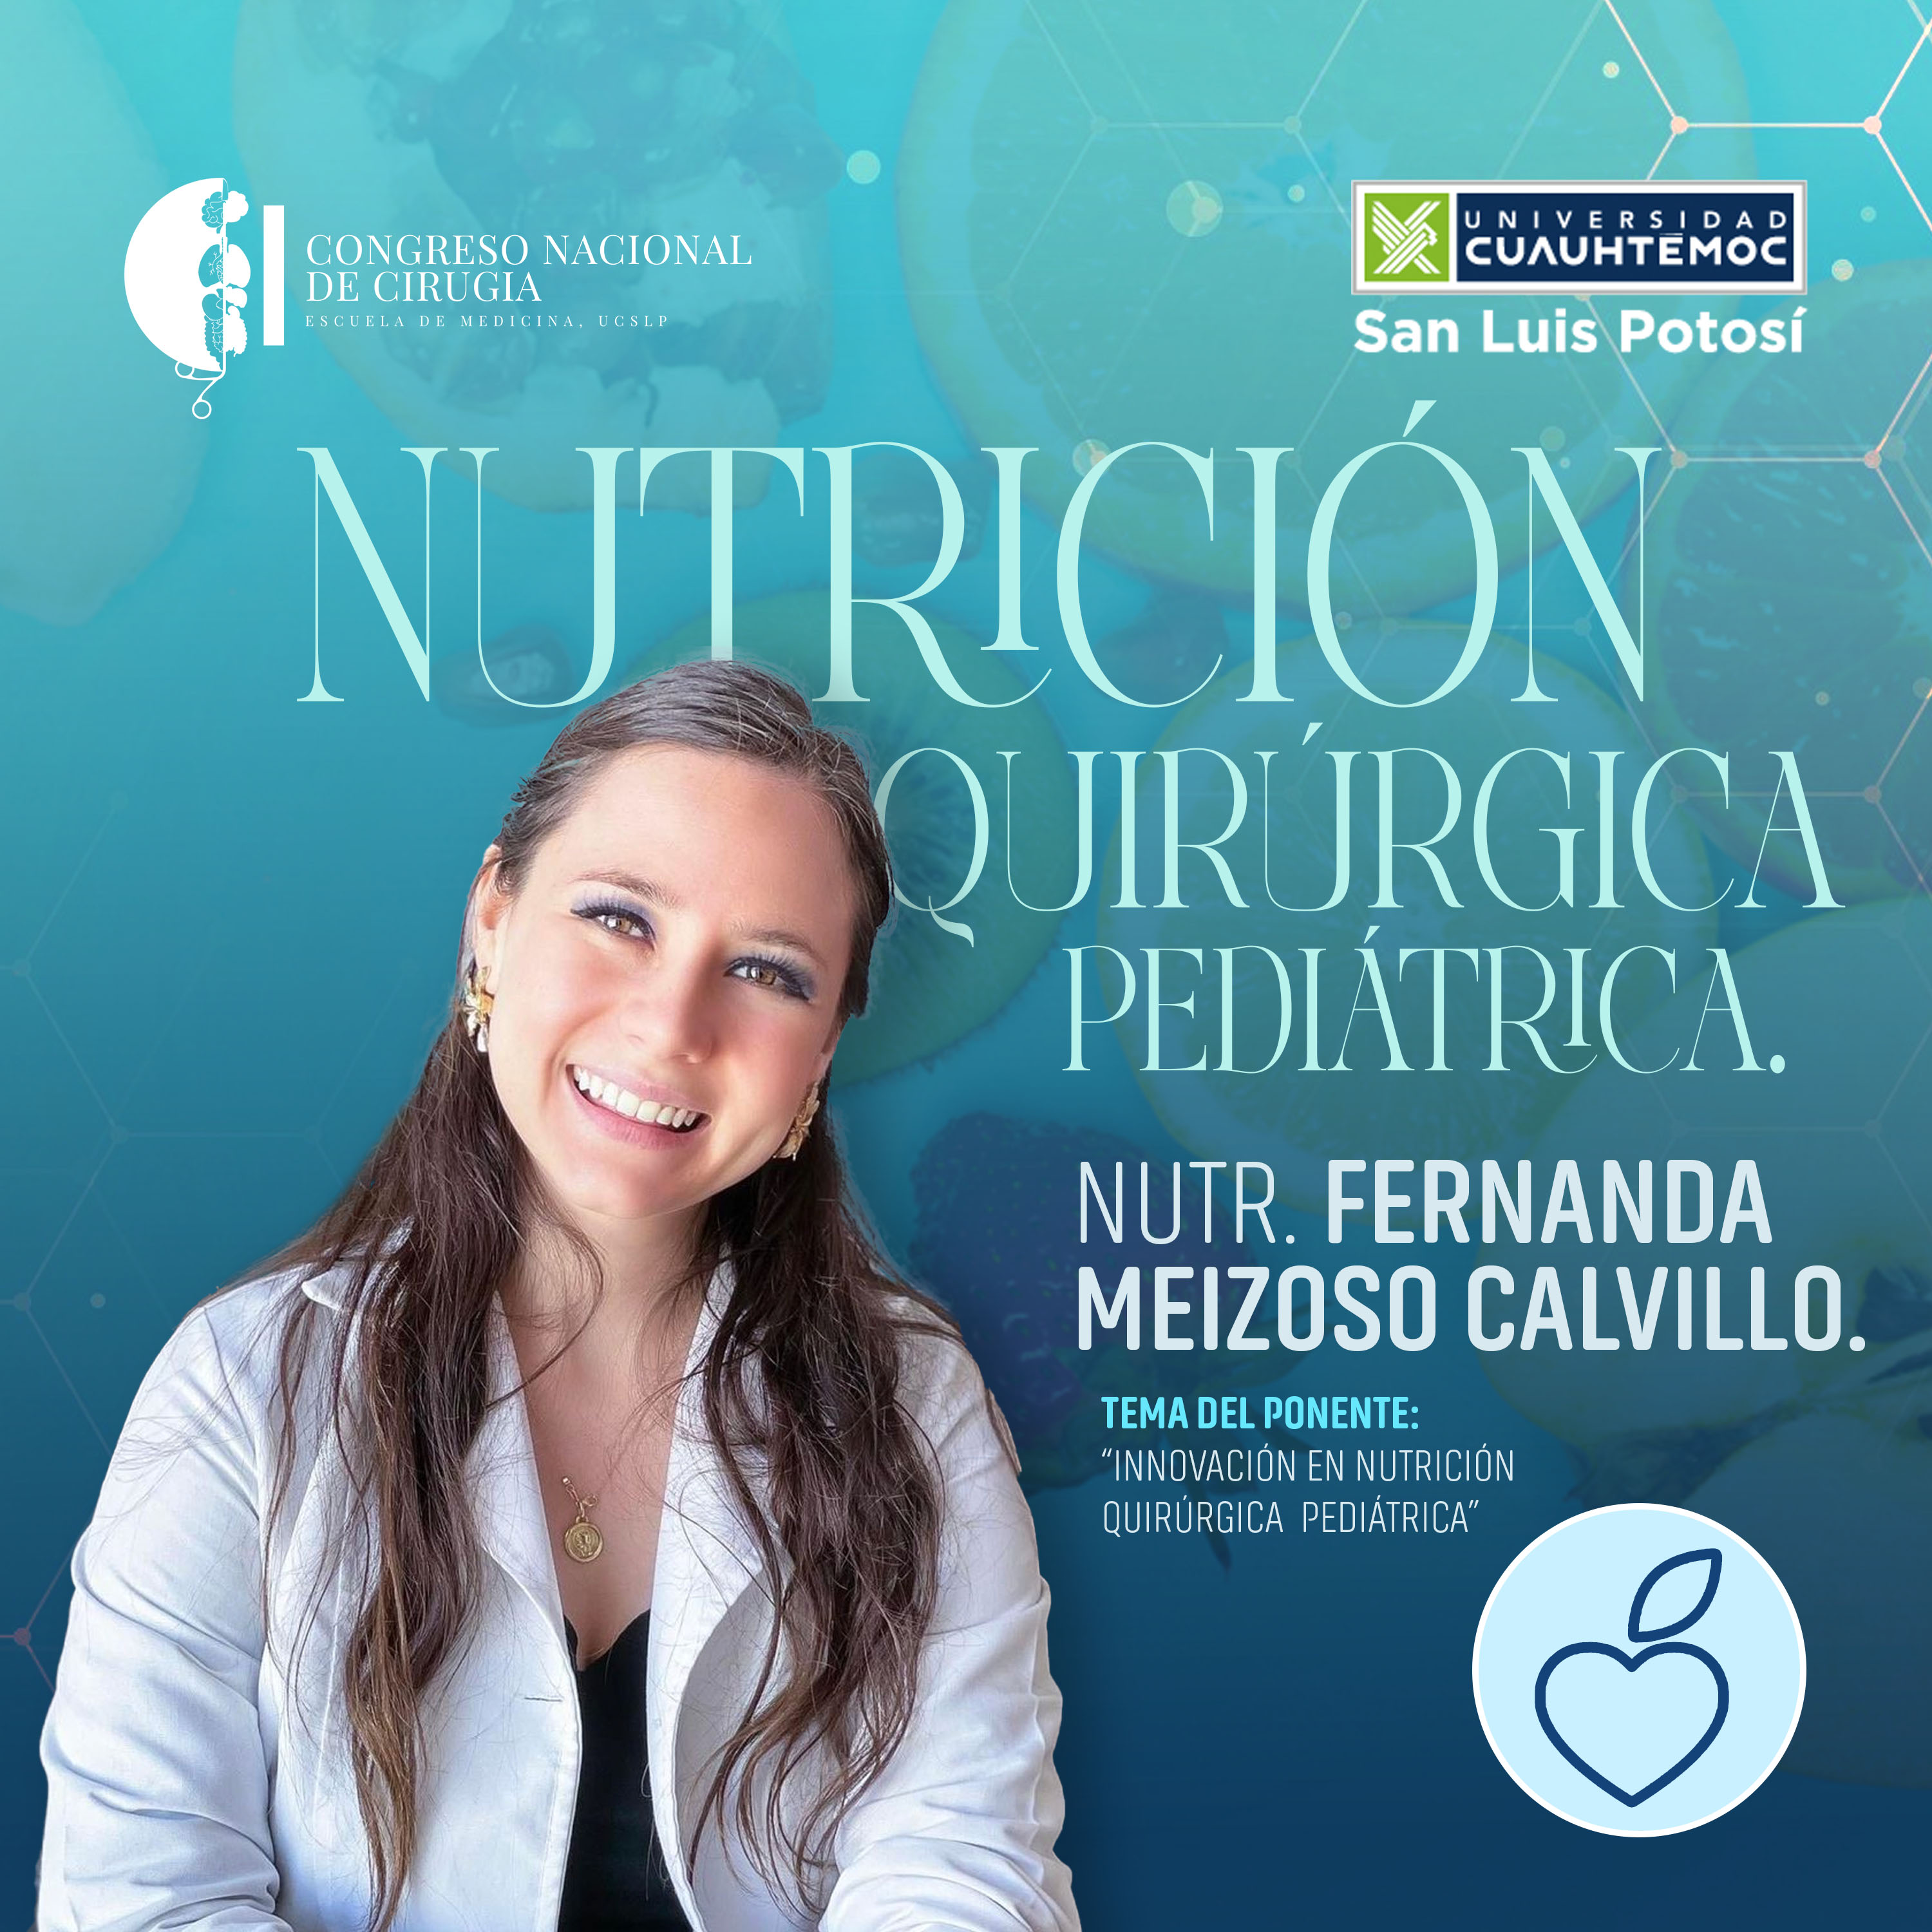 CONGRESO NACIONAL
DE CIRUGIA
ESCUELA DE MEDICINA, UCSLP
UNIVERSIDAD
CUAUHTÉMOC
San Luis Potosí
NUTRICIÓN
QUIRÚRGICA
PEDIÁTRICA.
NUTR. FERNANDA
MEIZOSO CALVILLO.
TEMA DEL PONENTE:
“INNOVACIÓN EN NUTRICIÓN
QUIRÚRGICA PEDIÁTRICA”